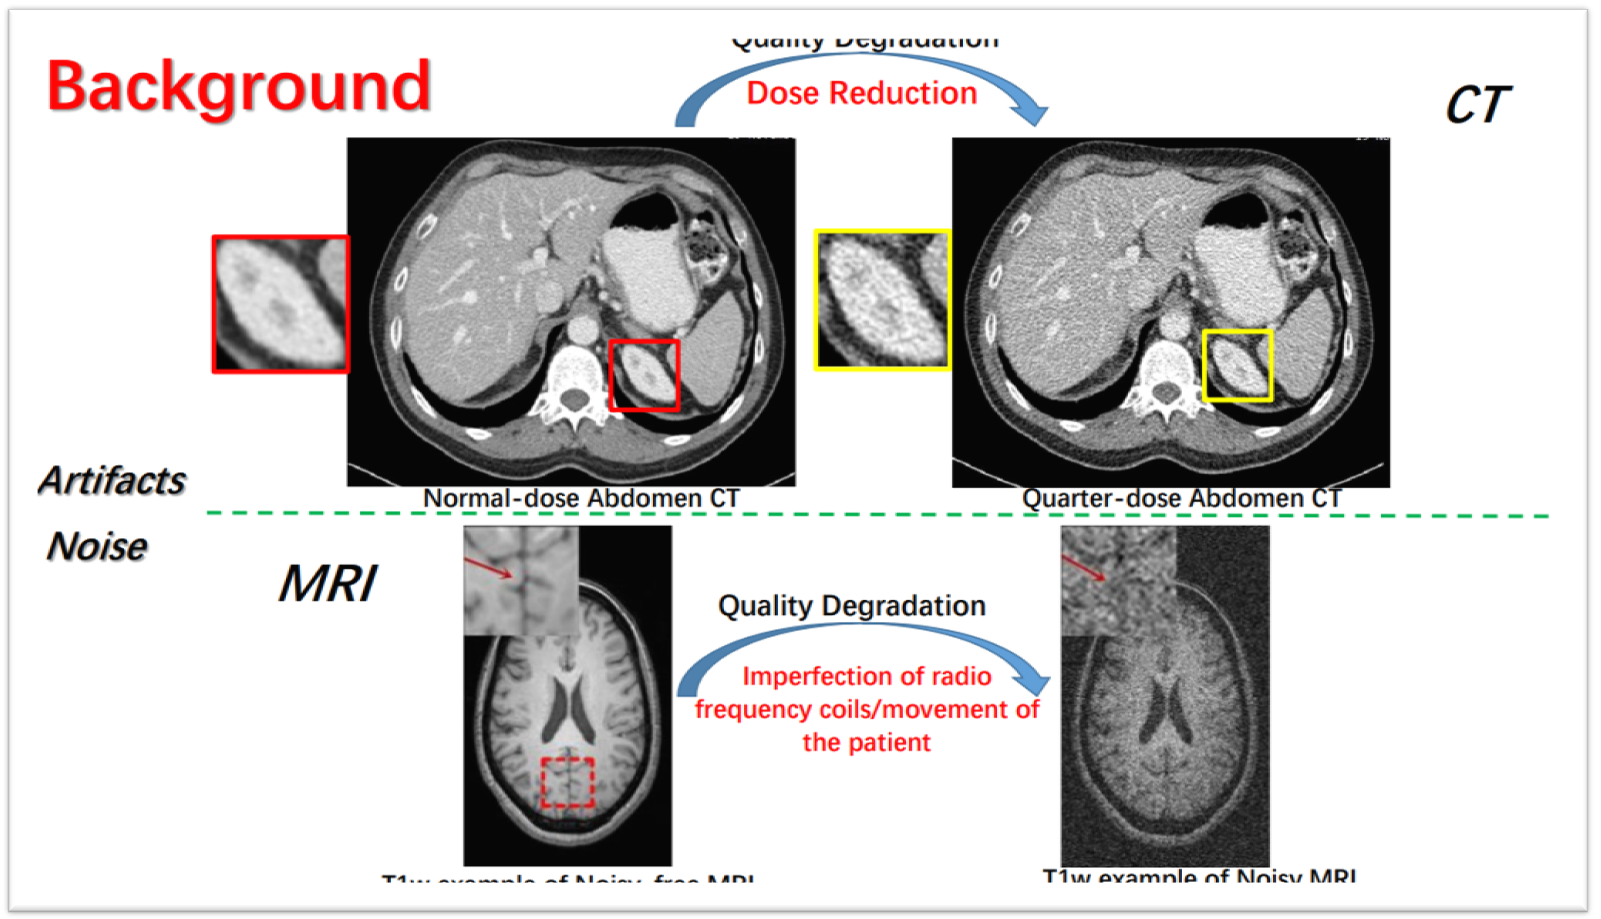 Quality Degradation
Background
Dose Reduction
CT
Artifacts
Normal-dose Abdomen CT
Quarter-dose Abdomen CT
Noise
MRI
Quality Degradation
Imperfection of radio
frequency coils/movement of
the patient
T1w example of Noisy-free MRI
T1w example of Noisy MRI